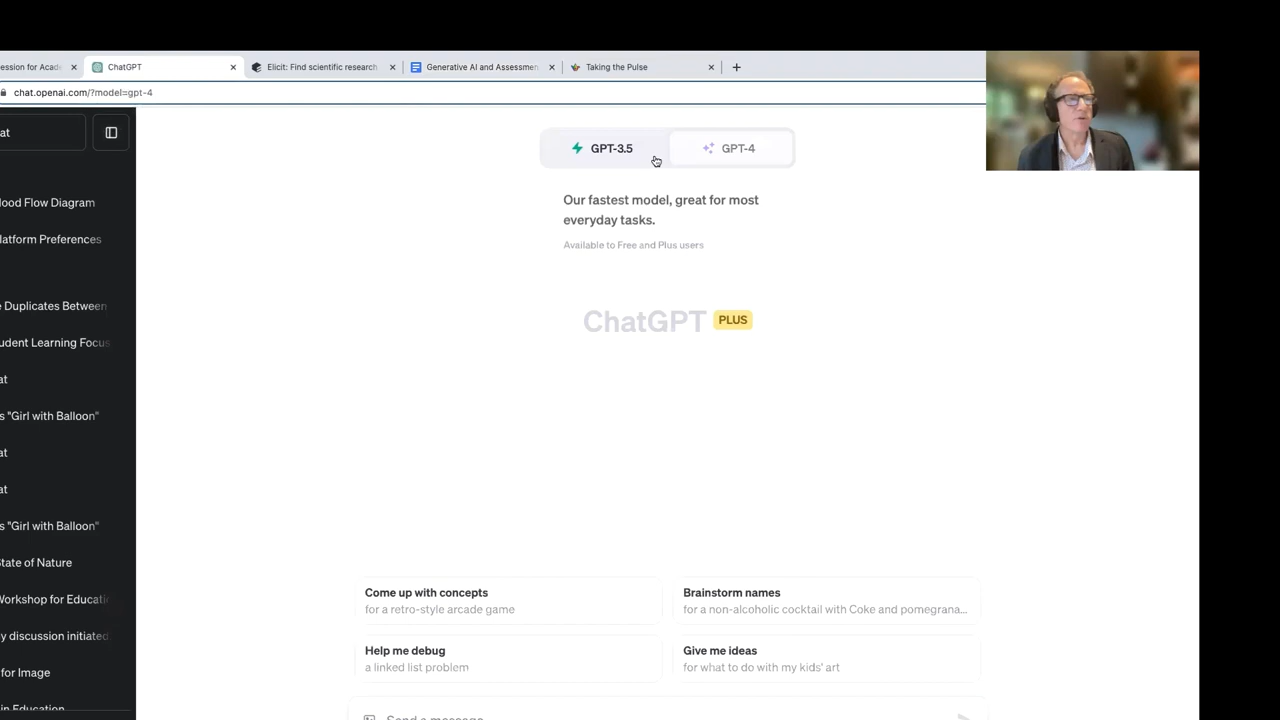 ession for Acade
ChatGPT
Elicit: Find scientific research
Generative AI and Assessmen
Taking the Pulse
chat.openai.com/?model=gpt-4
at
GPT-3.5
GPT-4
Our fastest model, great for most
everyday tasks.
Available to Free and Plus users
ChatGPT PLUS
lood Flow Diagram
latform Preferences
e Duplicates Between
udent Learning Focus
at
s "Girl with Balloon"
at
at
s "Girl with Balloon"
State of Nature
Workshop for Educati
y discussion initiated
for Image
in Education
Come up with concepts
for a retro-style arcade game
Brainstorm names
for a non-alcoholic cocktail with Coke and pomegrana...
Help me debug
a linked list problem
Give me ideas
for what to do with my kids' art
Send a message